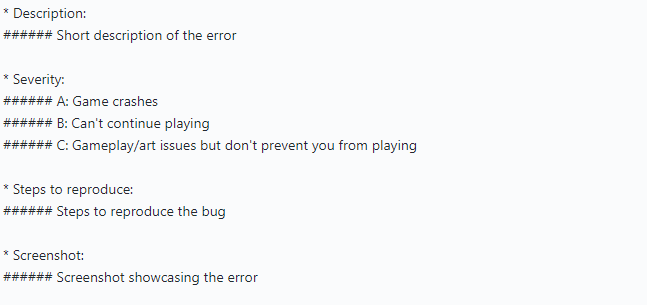 * Description:
###### Short description of the error
* Severity:
###### A: Game crashes
###### B: Can't continue playing
###### C: Gameplay/art issues but don't prevent you from playing
* Steps to reproduce:
###### Steps to reproduce the bug
* Screenshot:
###### Screenshot showcasing the error